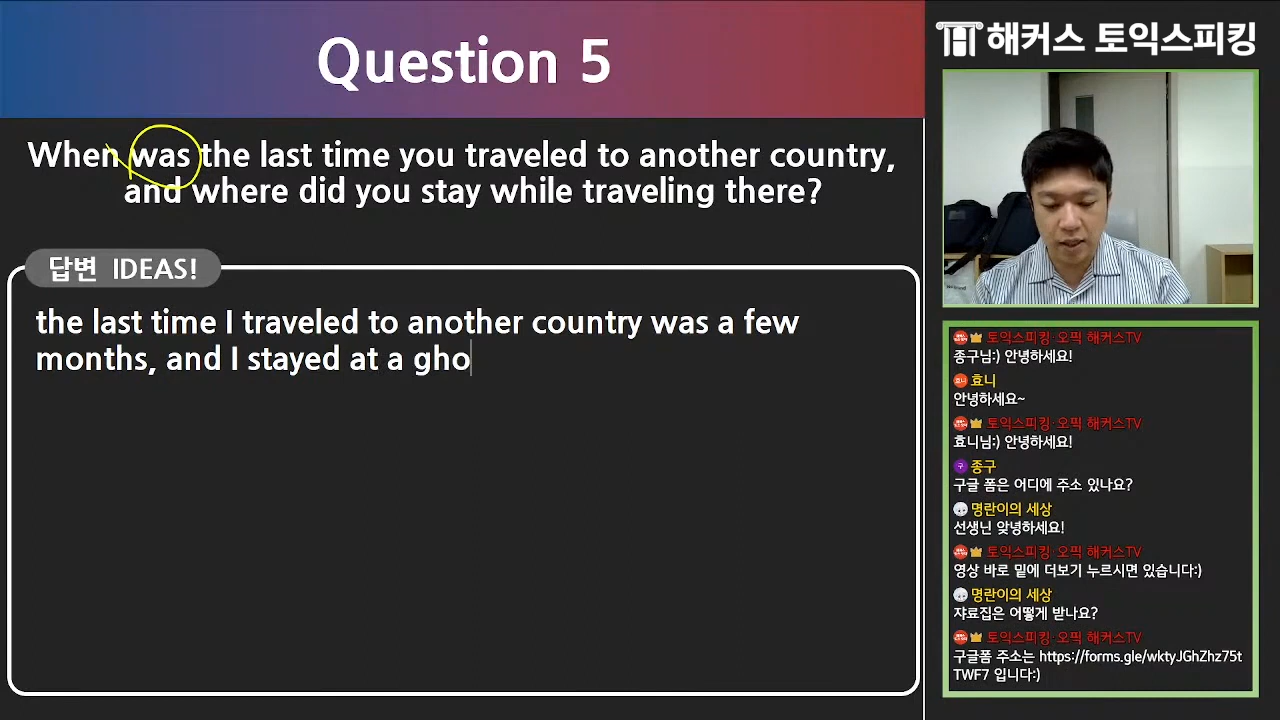 Question 5
When was the last time you traveled to another country,
and where did you stay while traveling there?
답변 IDEAS!
the last time I traveled to another country was a few
months, and I stayed at a gho
해커스 토익스피킹
토익스피킹·오픽 해커스TV
종구님:) 안녕하세요!
효니
안녕하세요~
토익스피킹·오픽 해커스TV
효니님:) 안녕하세요!
구 종구
구글 폼은 어디에 주소 있나요?
명란이의 세상
선생닌 앚녕하세요!
토익스피킹·오픽 해커스TV
영상 바로 밑에 더보기 누르시면 있습니다:)
명란이의 세상
쟈료집은 어떻게 받나요?
토익스피킹·오픽 해커스TV
구글폼 주소는 https://forms.gle/wktyJGhZhz75t
TWF7 입니다:)